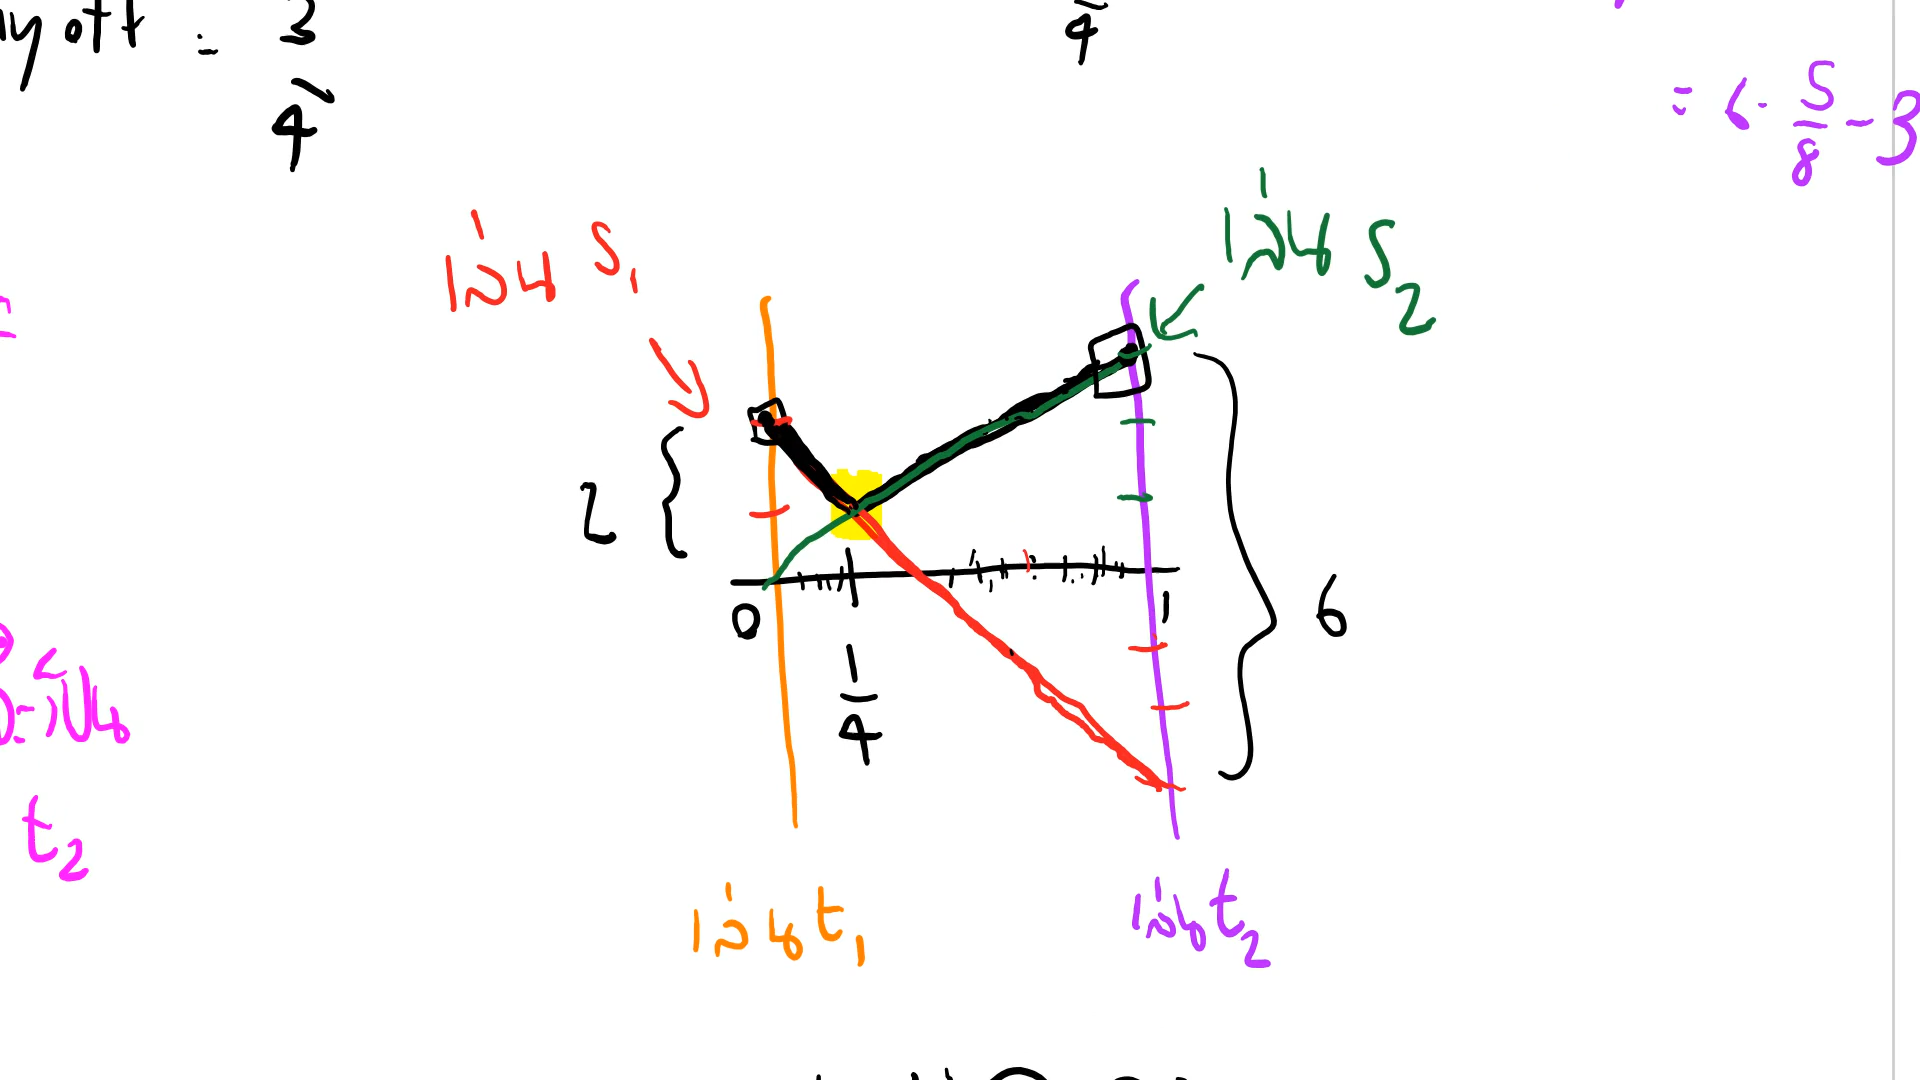 = 3/4
4
= 6 · 5/8 - 3
เล่น S₁
เล่น S₂
2
6
0
1
1/4
t₂
เล่น t₁
เล่น t₂